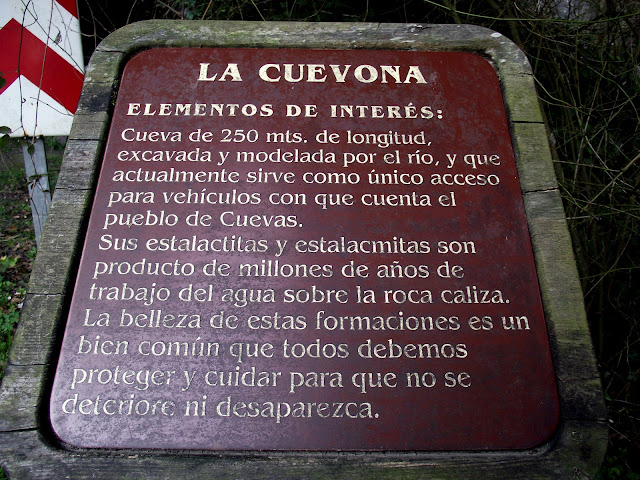 LA CUEVONA
ELEMENTOS DE INTERÉS:
Cueva de 250 mts. de longitud,
excavada y modelada por el río, y que
actualmente sirve como único acceso
para vehículos con que cuenta el
pueblo de Cuevas.
Sus estalactitas y estalacmitas son
producto de millones de años de
trabajo del agua sobre la roca caliza.
La belleza de estas formaciones es un
bien común que todos debemos
proteger y cuidar para que no se
deteriore ni desaparezca.